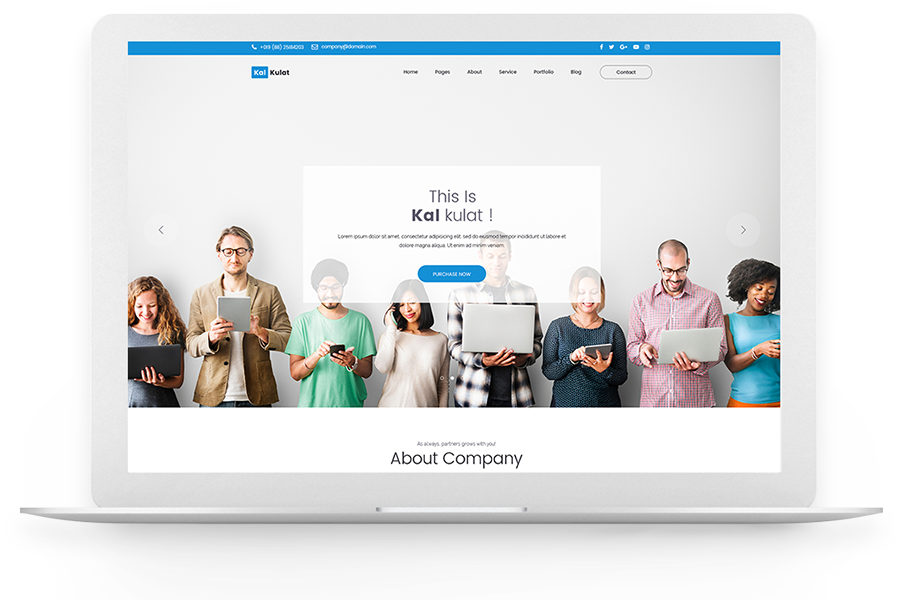 +919 (88) 25184203 company@domain.com
Kal Kulat
Home Pages About Service Portfolio Blog Contact
This Is
Kal kulat !
Lorem ipsum dolor sit amet, consectetur adipisicing elit, sed do eiusmod tempor incididunt ut labore et
dolore magna aliqua. Ut enim ad minim veniam,
PURCHASE NOW
As always, partners grows with you!
About Company